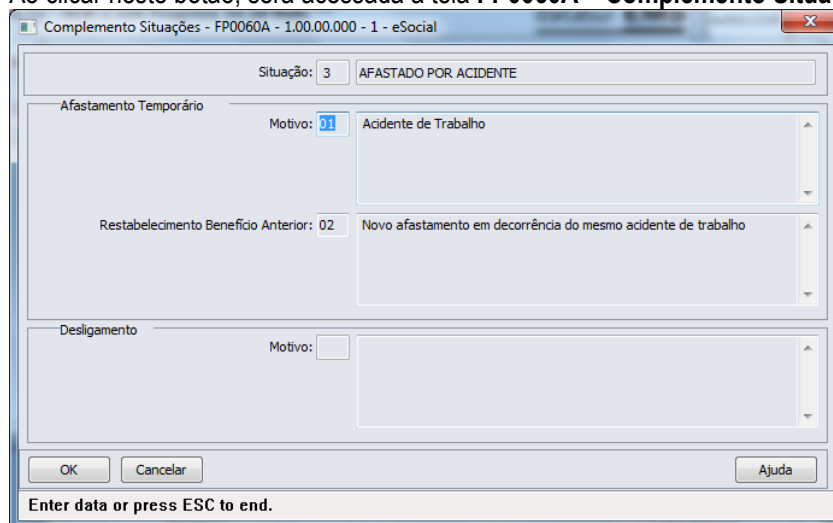 Complemento Situações - FP0060A - 1.00.00.000 - 1 - eSocial
Situação: 3 AFASTADO POR ACIDENTE
Afastamento Temporário
Motivo: 01 Acidente de Trabalho
Restabelecimento Benefício Anterior: 02 Novo afastamento em decorrência do mesmo acidente de trabalho
Desligamento
Motivo:
OK Cancelar Ajuda
Enter data or press ESC to end.